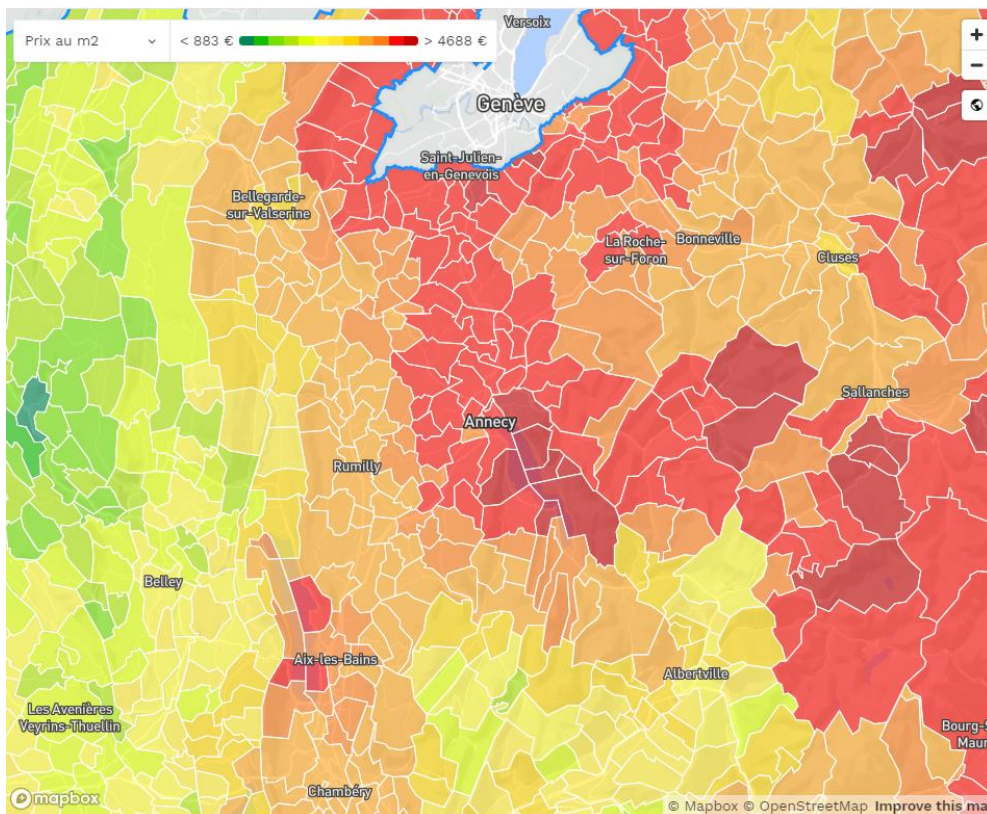 Versoix
Prix au m2
< 883 €
> 4688 €
+
−
Genève
Saint-Julien-
en-Genevois
Bellegarde-
sur-Valserine
La Roche-
sur-Foron
Bonneville
Cluses
Sallanches
Annecy
Rumilly
Belley
Aix-les-Bains
Albertville
Les Avenières
Veyrins-Thuellin
Bourg-S
Maur
Chambéry
mapbox
© Mapbox © OpenStreetMap Improve this ma